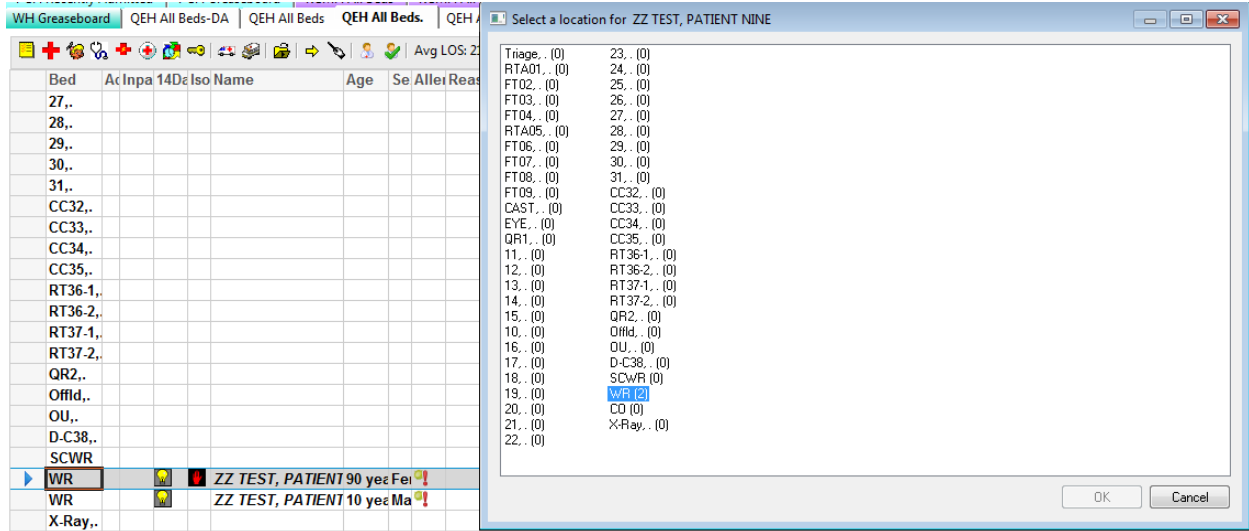 WH Greaseboard QEH All Beds-DA QEH All Beds QEH All Beds. QEH
Avg LOS: 21
Bed Ac Inpa 14Da Iso Name Age Se Aller Reas
27,.
28,.
29,.
30,.
31,.
CC32,.
CC33,.
CC34,.
CC35,.
RT36-1,.
RT36-2,.
RT37-1,.
RT37-2,.
QR2,.
Offld,.
OU,.
D-C38,.
SCWR
WR ZZ TEST, PATIENT 90 yea Fer
WR ZZ TEST, PATIENT 10 yea Ma
X-Ray,.
Select a location for ZZ TEST, PATIENT NINE
Triage, . (0)
RTA01, . (0)
FT02, . (0)
FT03, . (0)
FT04, . (0)
RTA05, . (0)
FT06, . (0)
FT07, . (0)
FT08, . (0)
FT09, . (0)
CAST, . (0)
EYE, . (0)
QR1, . (0)
11, . (0)
12, . (0)
13, . (0)
14, . (0)
15, . (0)
10, . (0)
16, . (0)
17, . (0)
18, . (0)
19, . (0)
20, . (0)
21, . (0)
22, . (0)
23, . (0)
24, . (0)
25, . (0)
26, . (0)
27, . (0)
28, . (0)
29, . (0)
30, . (0)
31, . (0)
CC32, . (0)
CC33, . (0)
CC34, . (0)
CC35, . (0)
RT36-1, . (0)
RT36-2, . (0)
RT37-1, . (0)
RT37-2, . (0)
QR2, . (0)
Offld, . (0)
OU, . (0)
D-C38, . (0)
SCWR (0)
WR (2)
CO (0)
X-Ray, . (0)
OK Cancel